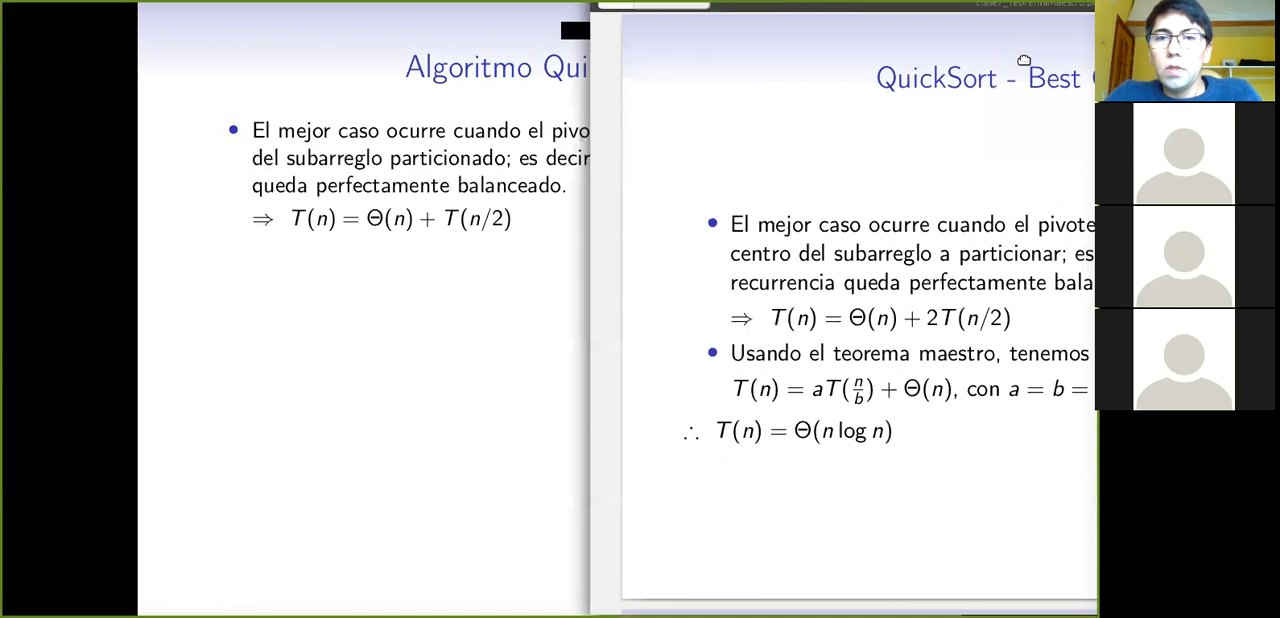 Algoritmo Qui
El mejor caso ocurre cuando el pivo
del subarreglo particionado; es decir
queda perfectamente balanceado.
⇒ T(n) = Θ(n) + T(n/2)
QuickSort - Best
El mejor caso ocurre cuando el pivote
centro del subarreglo a particionar; es
recurrencia queda perfectamente bala
⇒ T(n) = Θ(n) + 2T(n/2)
Usando el teorema maestro, tenemos
T(n) = aT(n/b) + Θ(n), con a = b =
∴ T(n) = Θ(n log n)